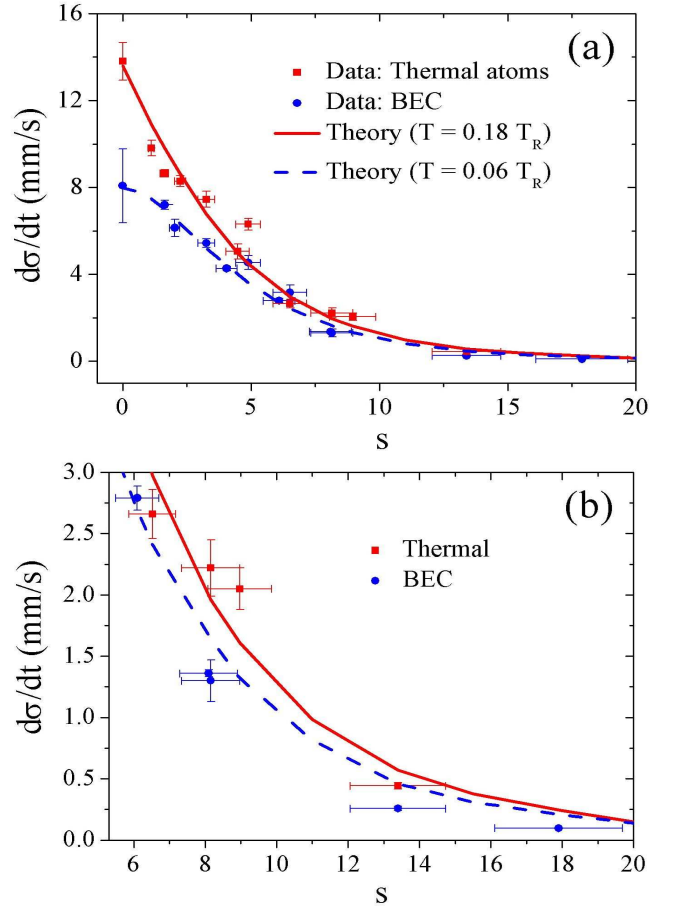 16
12
8
4
0
dσ/dt (mm/s)
(a)
Data: Thermal atoms
Data: BEC
Theory (T = 0.18 T_R)
Theory (T = 0.06 T_R)
0 5 10 15 20
s
3.0
2.5
2.0
1.5
1.0
0.5
0.0
dσ/dt (mm/s)
(b)
Thermal
BEC
6 8 10 12 14 16 18 20
s